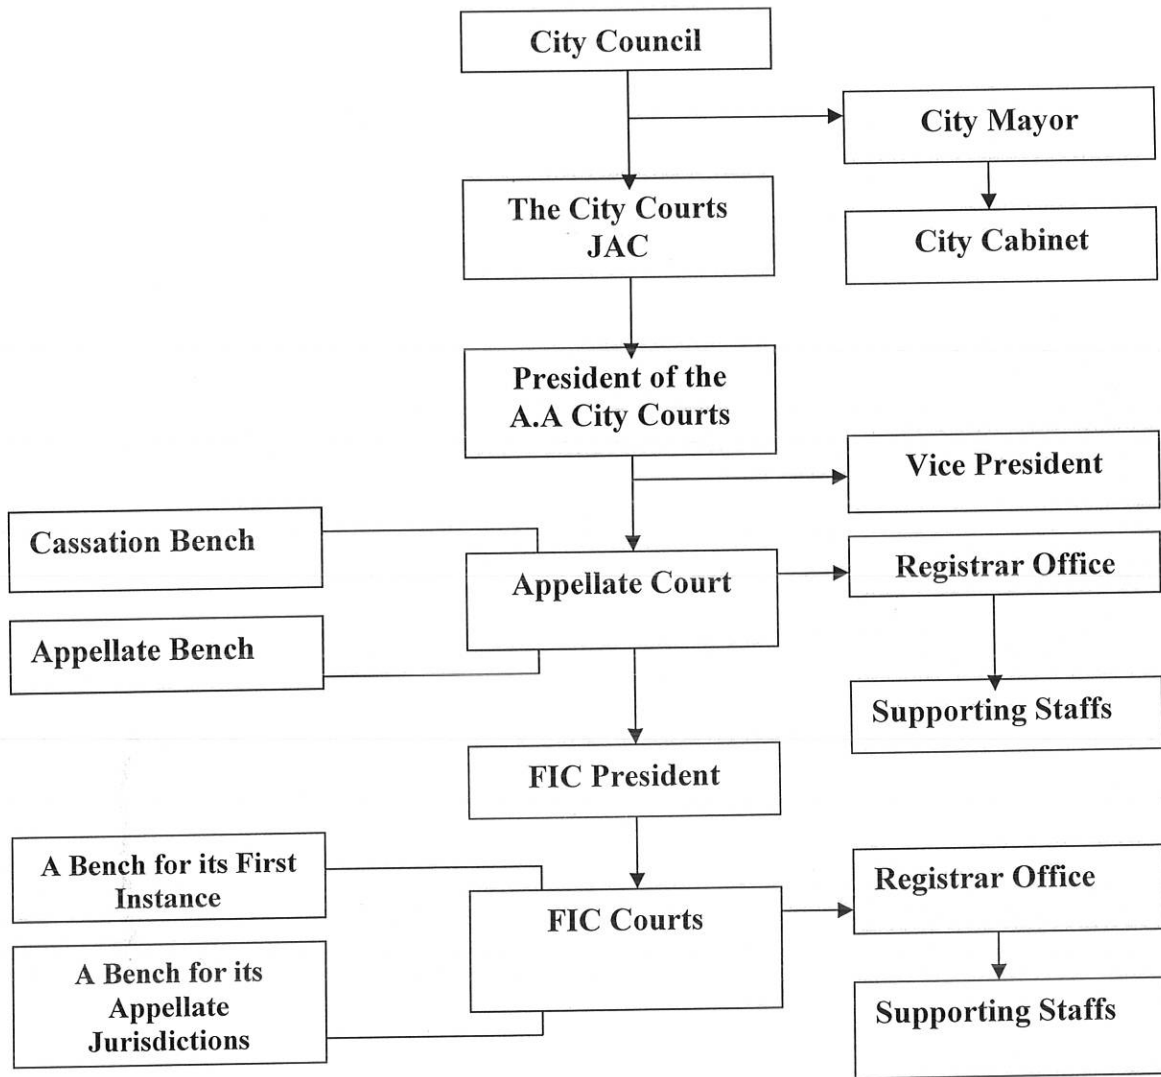 City Council
City Mayor
The City Courts
JAC
City Cabinet
President of the
A.A City Courts
Vice President
Cassation Bench
Appellate Court
Registrar Office
Appellate Bench
Supporting Staffs
FIC President
A Bench for its First
Instance
FIC Courts
Registrar Office
A Bench for its
Appellate
Jurisdictions
Supporting Staffs